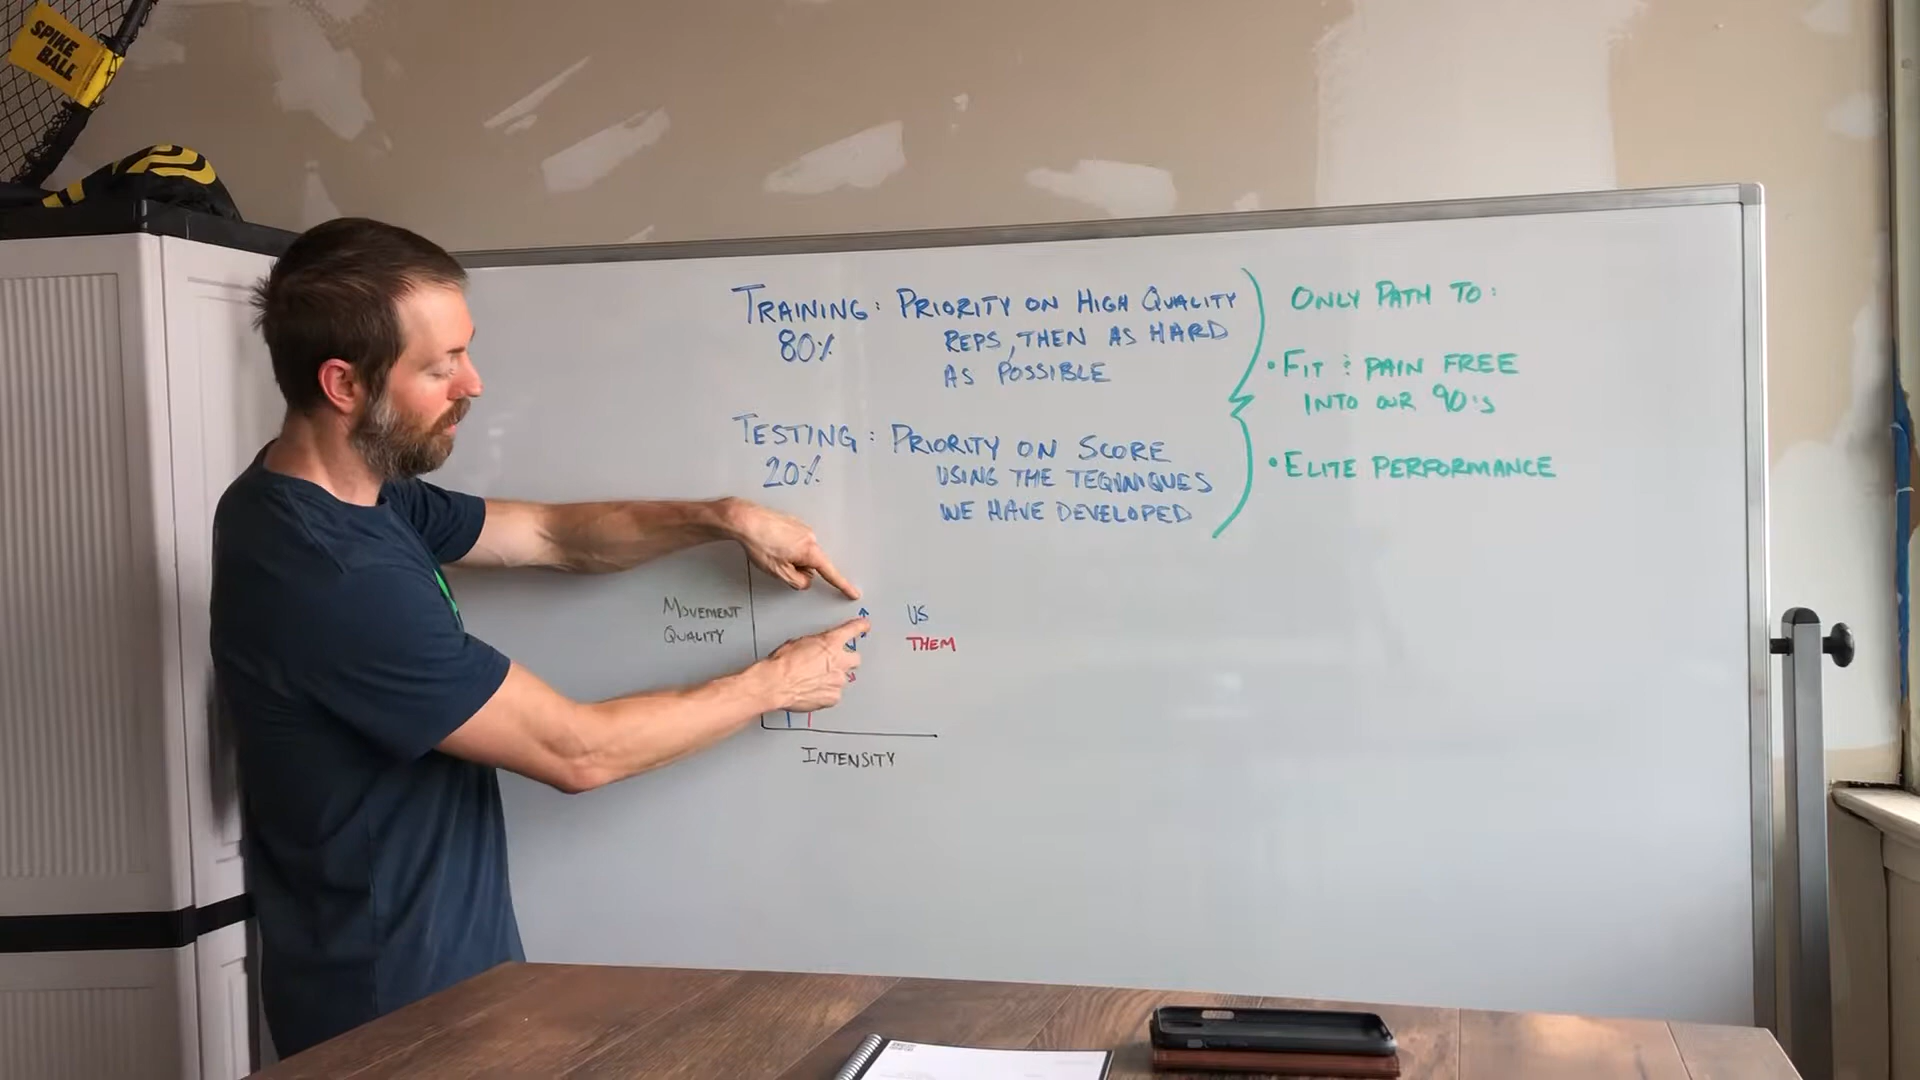 SPIKE
BALL
TRAINING: PRIORITY ON HIGH QUALITY
80% REPS, THEN AS HARD
AS POSSIBLE
TESTING: PRIORITY ON SCORE
20% USING THE TEQINIQUES
WE HAVE DEVELOPED
ONLY PATH TO:
• FIT & PAIN FREE
INTO OUR 90's
• ELITE PERFORMANCE
MOVEMENT
QUALITY
US
THEM
INTENSITY